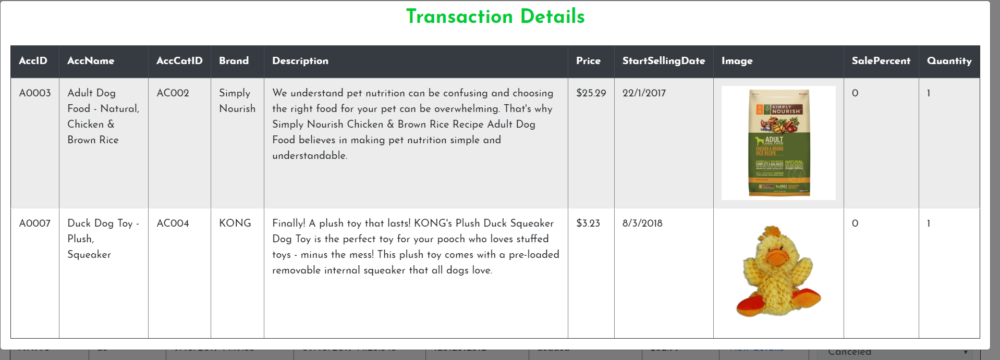 Transaction Details
AccID AccName AccCatID Brand Description Price StartSellingDate Image SalePercent Quantity
A0003 Adult Dog AC002 Simply We understand pet nutrition can be confusing and choosing $25.29 22/1/2017 0 1
Food - Natural, Nourish the right food for your pet can be overwhelming. That's why
Chicken & Simply Nourish Chicken & Brown Rice Recipe Adult Dog
Brown Rice Food believes in making pet nutrition simple and
understandable.
SIMPLY
NOURISH
ADULT
DOG FOOD
CHICKEN & BROWN
RICE RECIPE
NATURAL
COMPLETE & BALANCED
HEALTH AND VITALITY
A0007 Duck Dog Toy - AC004 KONG Finally! A plush toy that lasts! KONG's Plush Duck Squeaker $3.23 8/3/2018 0 1
Plush, Dog Toy is the perfect toy for your pooch who loves stuffed
Squeaker toys - minus the mess! This plush toy comes with a pre-loaded
removable internal squeaker that all dogs love.
Canceled